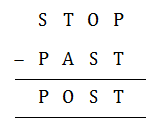 S T O P
– P A S T
P O S T